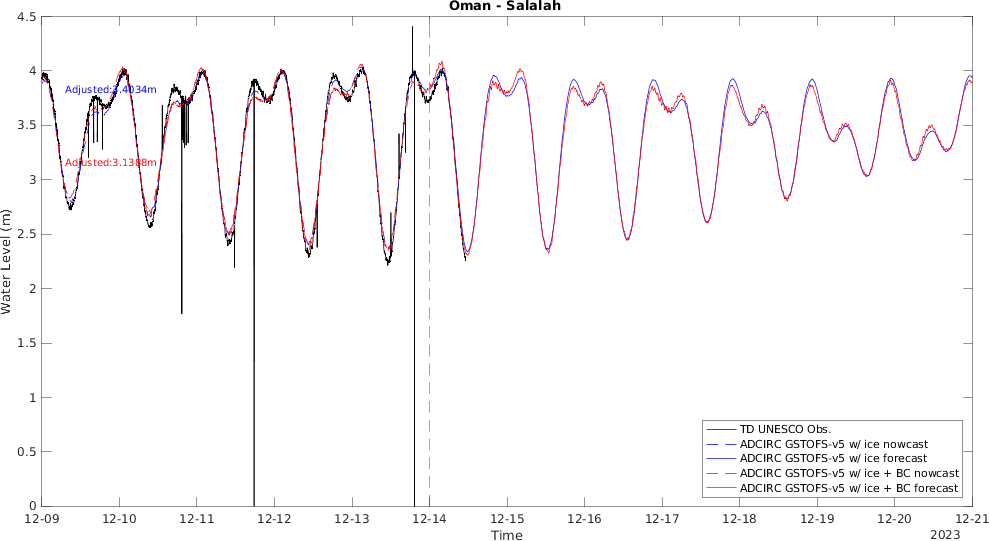 Oman - Salalah
4.5
4
3.5
3
2.5
2
1.5
1
0.5
0
Water Level (m)
Adjusted:3.4034m
Adjusted:3.1388m
TD UNESCO Obs.
ADCIRC GSTOFS-v5 w/ ice nowcast
ADCIRC GSTOFS-v5 w/ ice forecast
ADCIRC GSTOFS-v5 w/ ice + BC nowcast
ADCIRC GSTOFS-v5 w/ ice + BC forecast
12-09 12-10 12-11 12-12 12-13 12-14 12-15 12-16 12-17 12-18 12-19 12-20 12-21
Time
2023